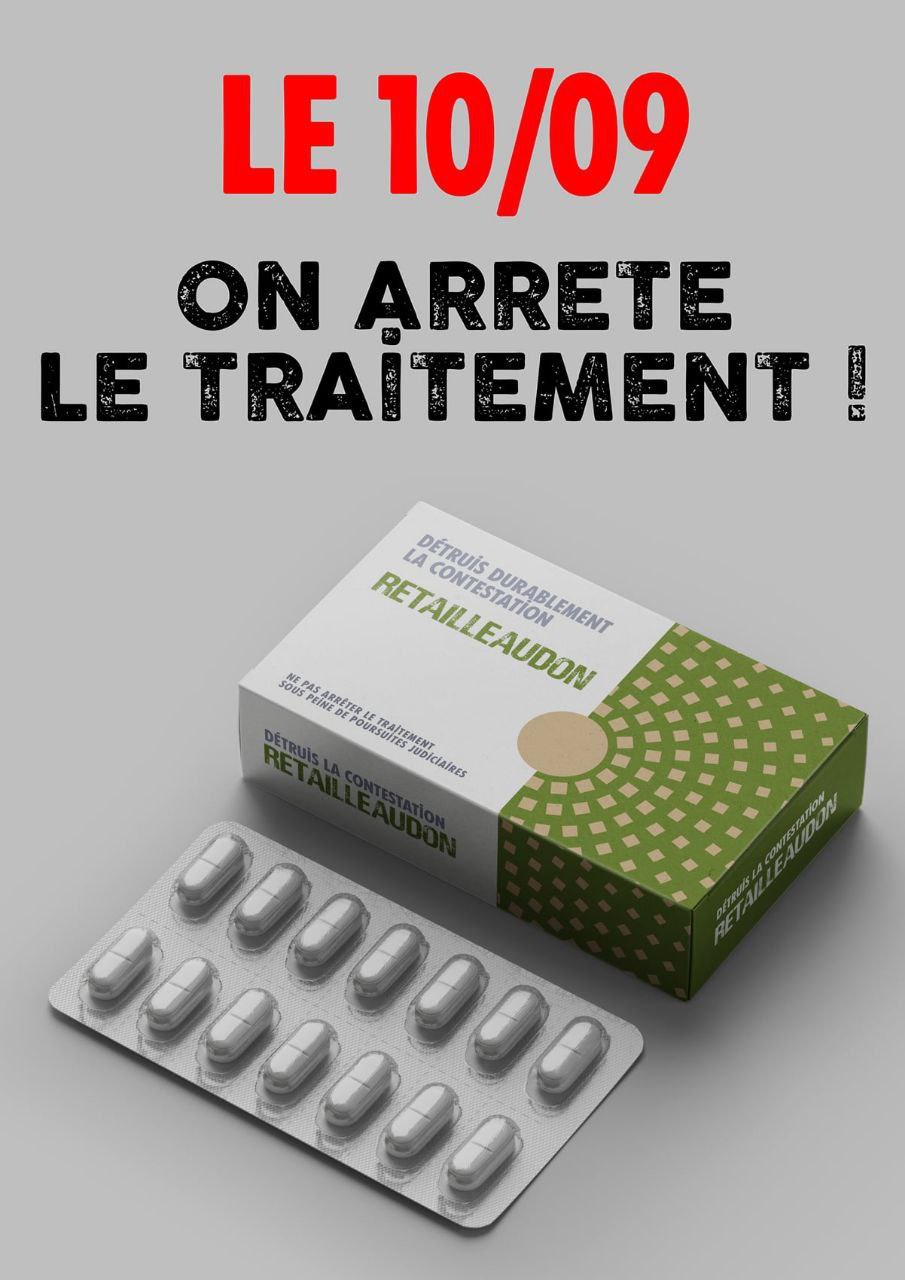 LE 10/09
ON ARRETE
LE TRAITEMENT !
DÉTRUIS DURABLEMENT
LA CONTESTATION
RETAILLEAUDON
NE PAS ARRÊTER LE TRAITEMENT
SOUS PEINE DE POURSUITES JUDICIAIRES
DÉTRUIS LA CONTESTATION
RETAILLEAUDON
DÉTRUIS LA CONTESTATION
RETAILLEAUDON